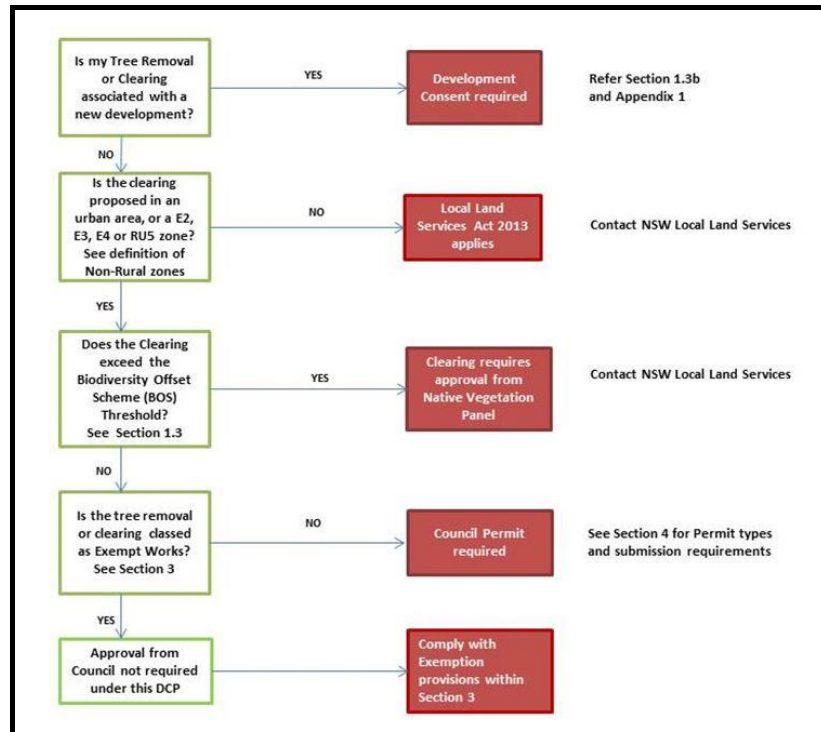 Is my Tree Removal
or Clearing
associated with a
new development?
YES
Development
Consent required
Refer Section 1.3b
and Appendix 1
NO
Is the clearing
proposed in an
urban area, or a E2,
E3, E4 or RU5 zone?
See definition of
Non-Rural zones
NO
Local Land
Services Act 2013
applies
Contact NSW Local Land Services
YES
Does the Clearing
exceed the
Biodiversity Offset
Scheme (BOS)
Threshold?
See Section 1.3
YES
Clearing requires
approval from
Native Vegetation
Panel
Contact NSW Local Land Services
NO
Is the tree removal
or clearing classed
as Exempt Works?
See Section 3
NO
Council Permit
required
See Section 4 for Permit types
and submission requirements
YES
Approval from
Council not required
under this DCP
Comply with
Exemption
provisions within
Section 3